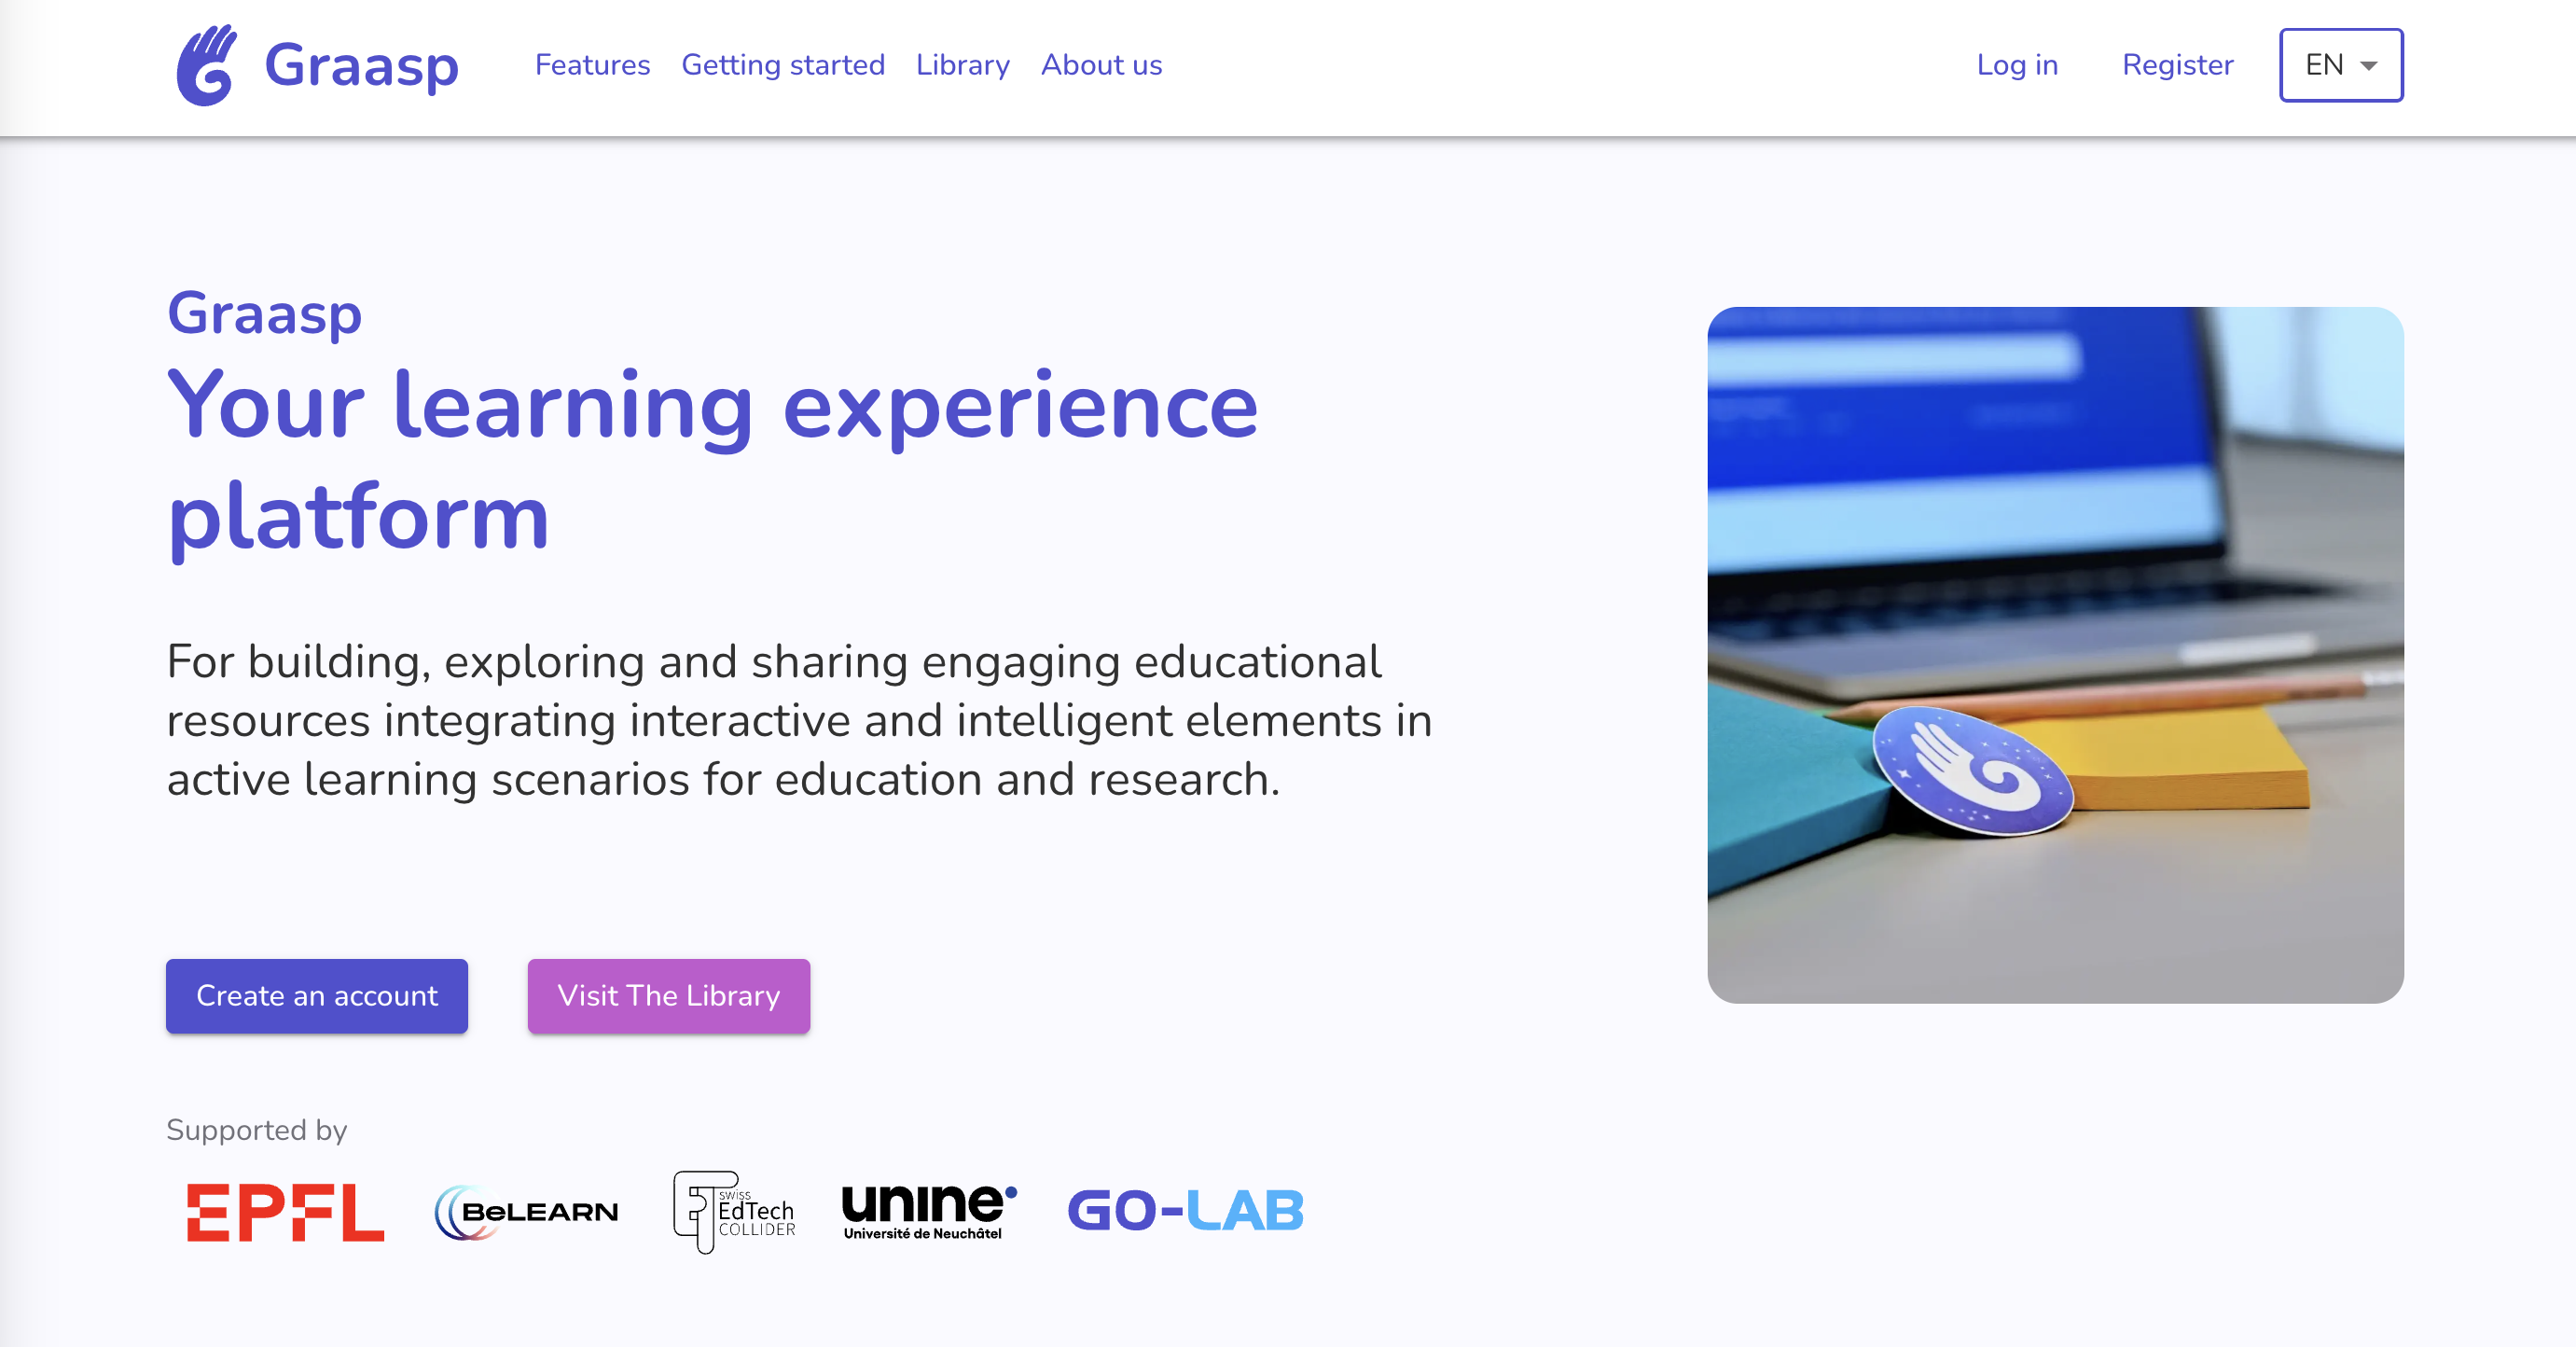 Graasp
Features
Getting started
Library
About us
Log in
Register
EN
Graasp
Your learning experience
platform
For building, exploring and sharing engaging educational
resources integrating interactive and intelligent elements in
active learning scenarios for education and research.
Create an account
Visit The Library
Supported by
EPFL
BeLEARN
swiss
EdTech
COLLIDER
unine
Université de Neuchâtel
GO-LAB